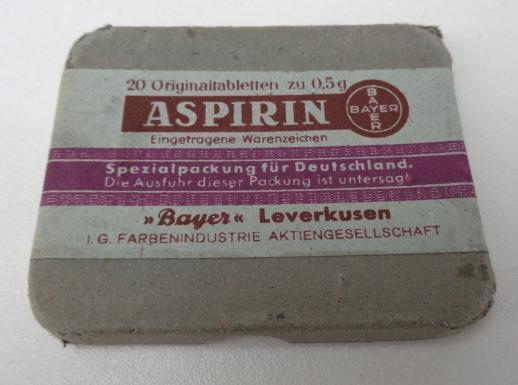 20 Originaltabletten zu 0,5 g
ASPIRIN
BAYER
BAYER
Eingetragene Warenzeichen
Spezialpackung für Deutschland.
Die Ausfuhr dieser Packung ist untersagt
»Bayer« Leverkusen
I. G. FARBENINDUSTRIE AKTIENGESELLSCHAFT